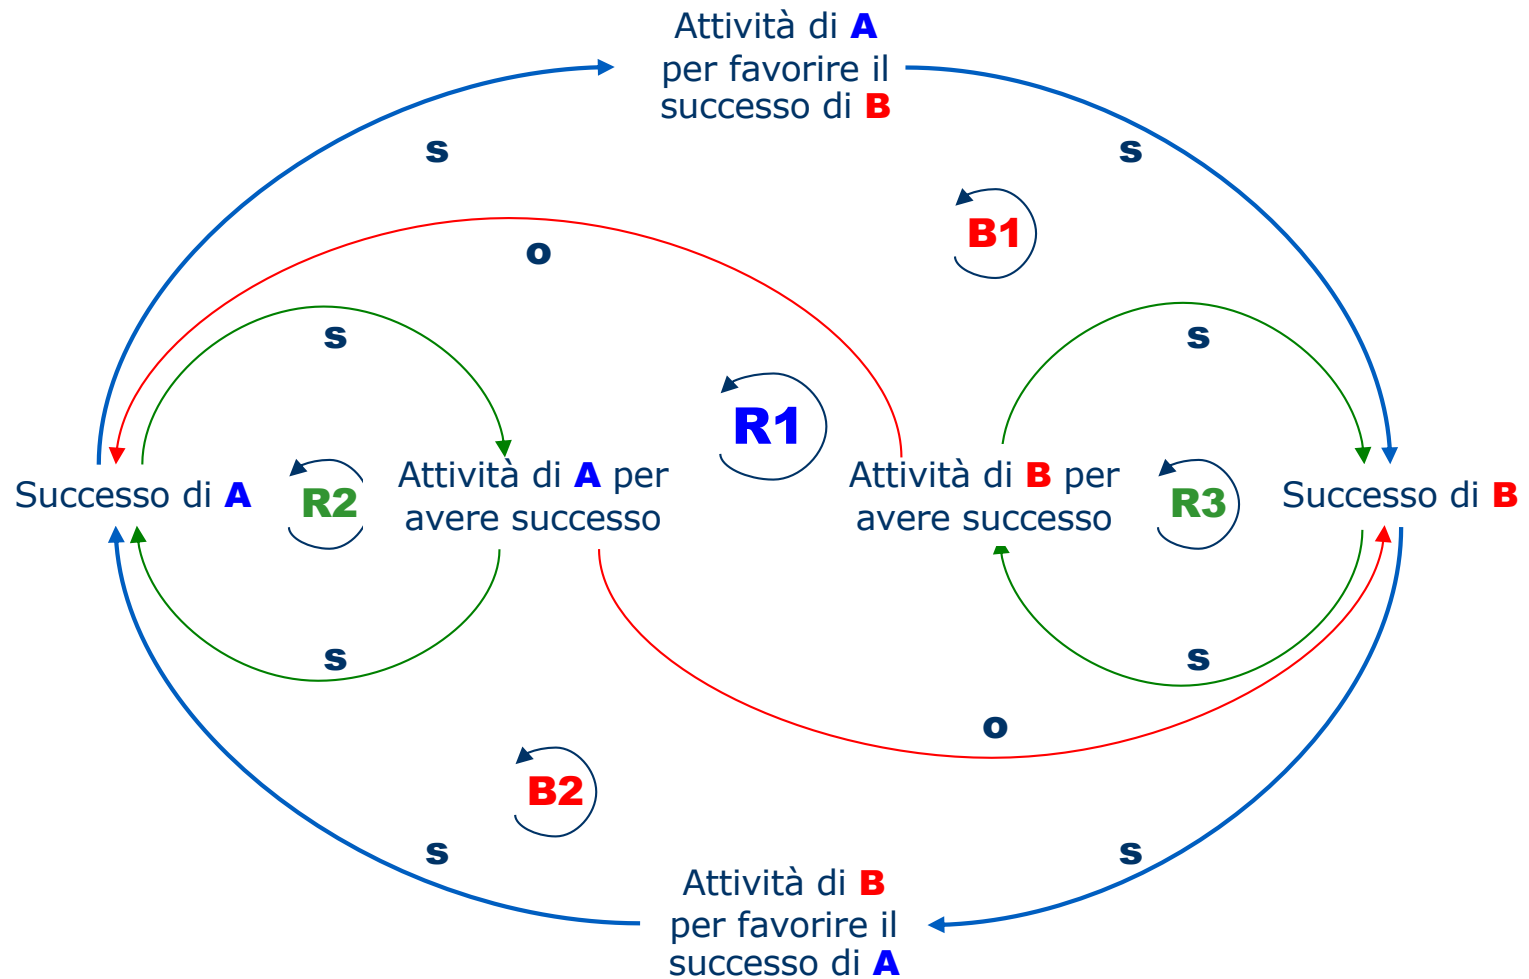 Attività di A
per favorire il
successo di B
s
s
B1
o
s
s
R1
Successo di A
R2
Attività di A per
avere successo
Attività di B per
avere successo
R3
Successo di B
s
s
o
B2
s
s
Attività di B
per favorire il
successo di A